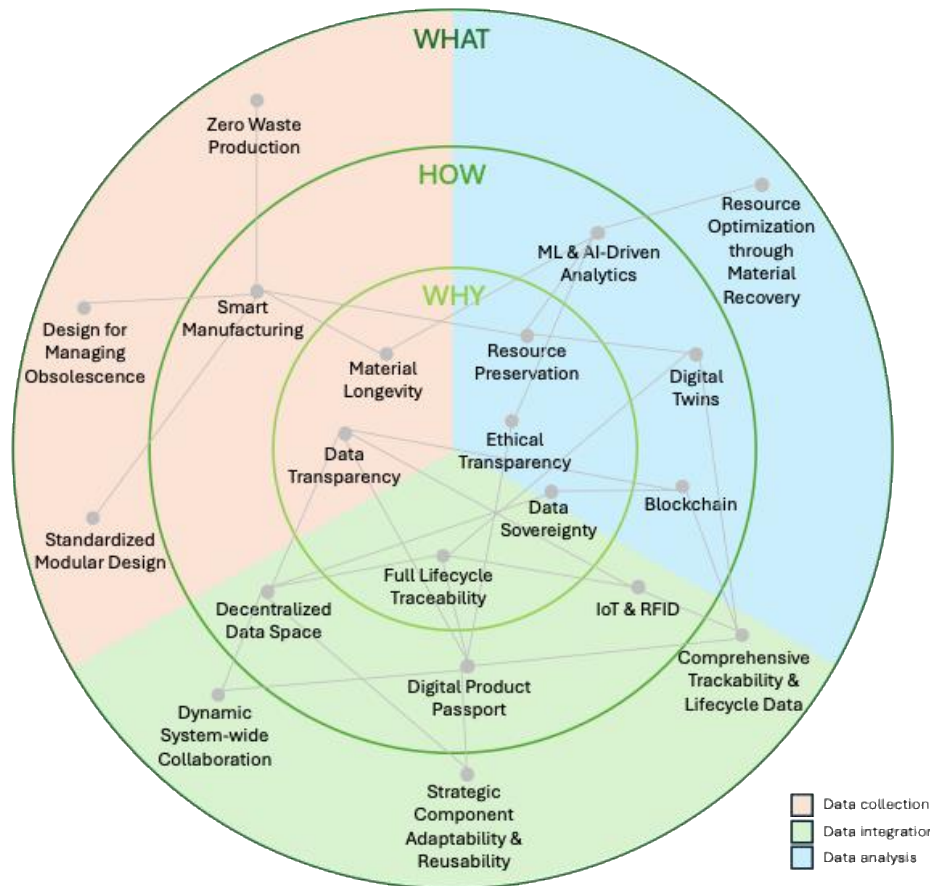 WHAT
Zero Waste
Production
HOW
Resource
Optimization
through
Material
Recovery
ML & AI-Driven
Analytics
WHY
Smart
Manufacturing
Design for
Managing
Obsolescence
Material
Longevity
Resource
Preservation
Digital
Twins
Data
Transparency
Ethical
Transparency
Data
Sovereignty
Blockchain
Standardized
Modular Design
Full Lifecycle
Traceability
Decentralized
Data Space
IoT & RFID
Comprehensive
Trackability &
Lifecycle Data
Digital Product
Passport
Dynamic
System-wide
Collaboration
Strategic
Component
Adaptability &
Reusability
Data collection
Data integration
Data analysis